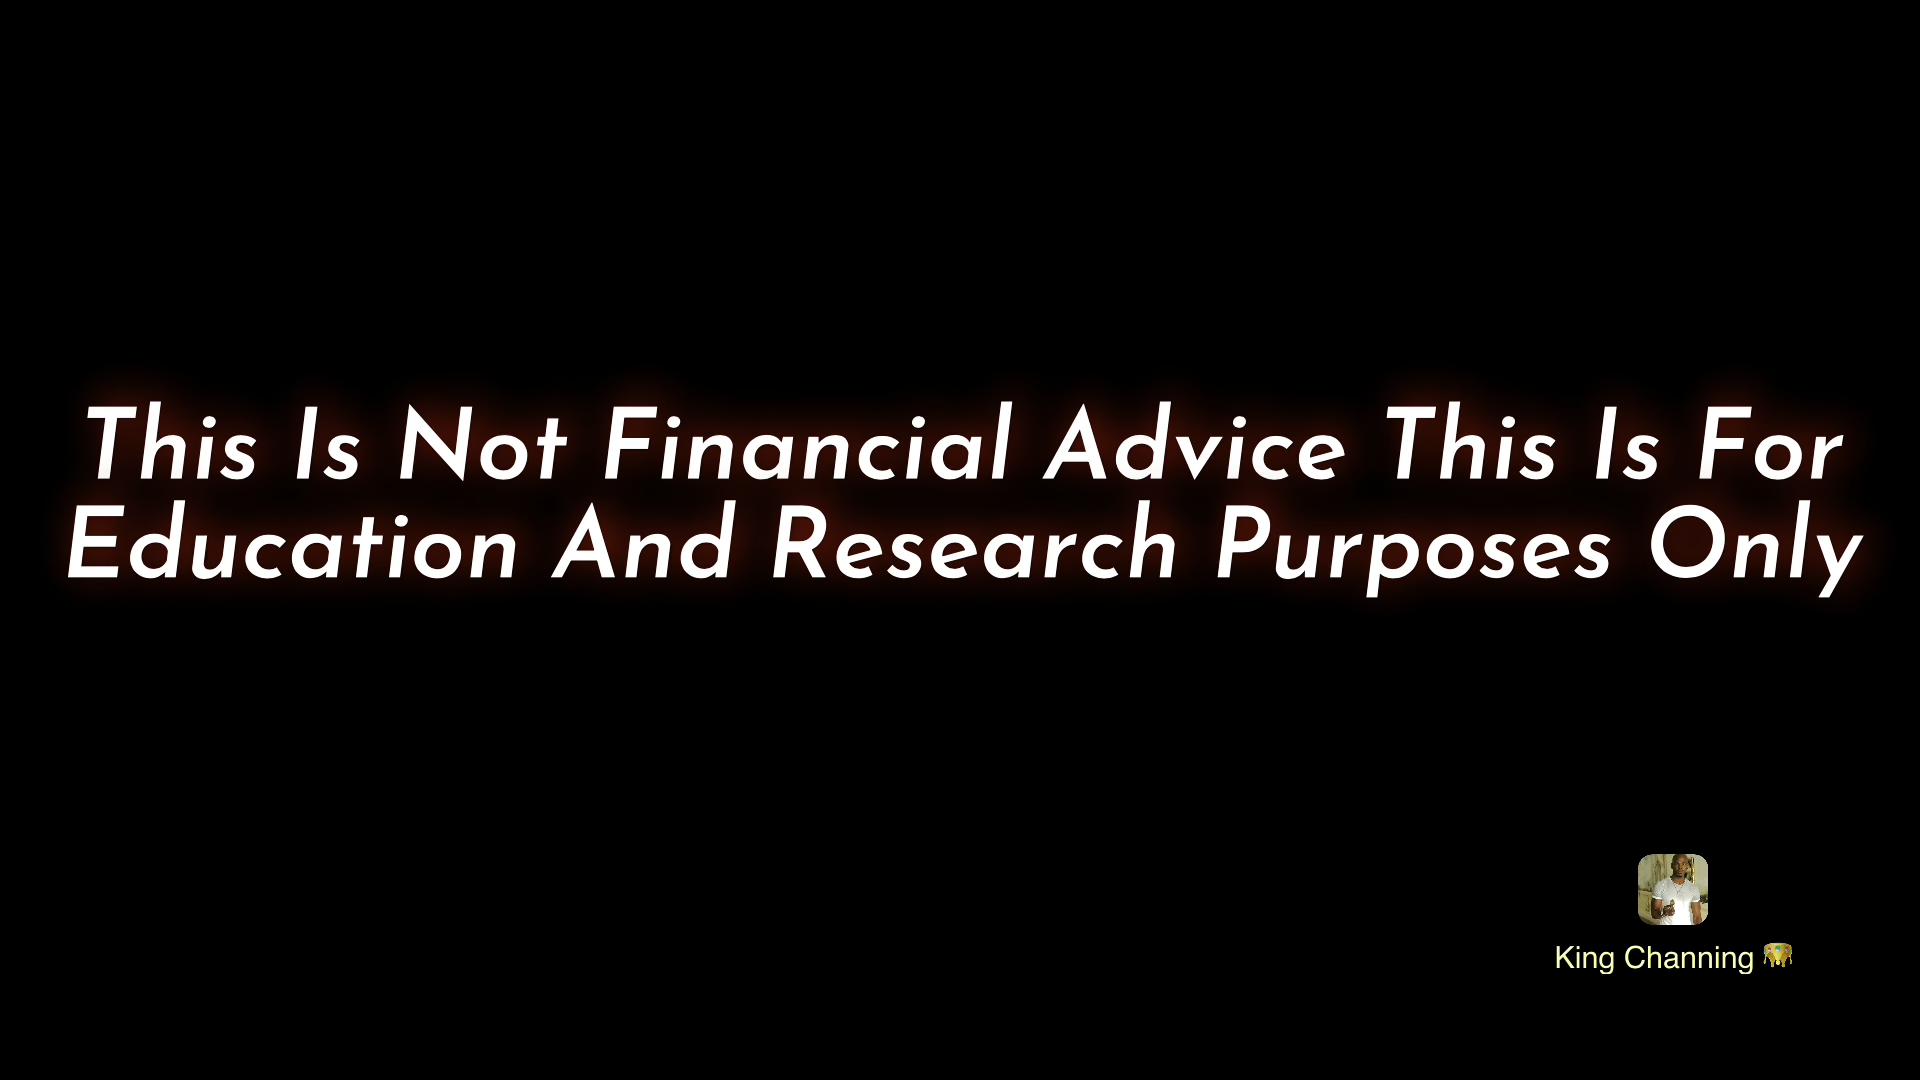 This Is Not Financial Advice This Is For
Education And Research Purposes Only
King Channing